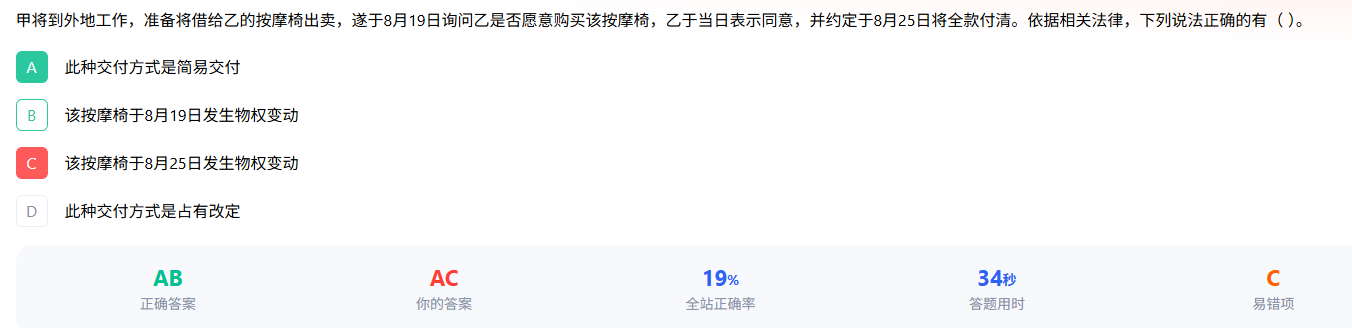 甲将到外地工作，准备将借给乙的按摩椅出卖，遂于8月19日询问乙是否愿意购买该按摩椅，乙于当日表示同意，并约定于8月25日将全款付清。依据相关法律，下列说法正确的有（ ）。
A 此种交付方式是简易交付
B 该按摩椅于8月19日发生物权变动
C 该按摩椅于8月25日发生物权变动
D 此种交付方式是占有改定
AB AC 19% 34秒 C
正确答案 你的答案 全站正确率 答题用时 易错项